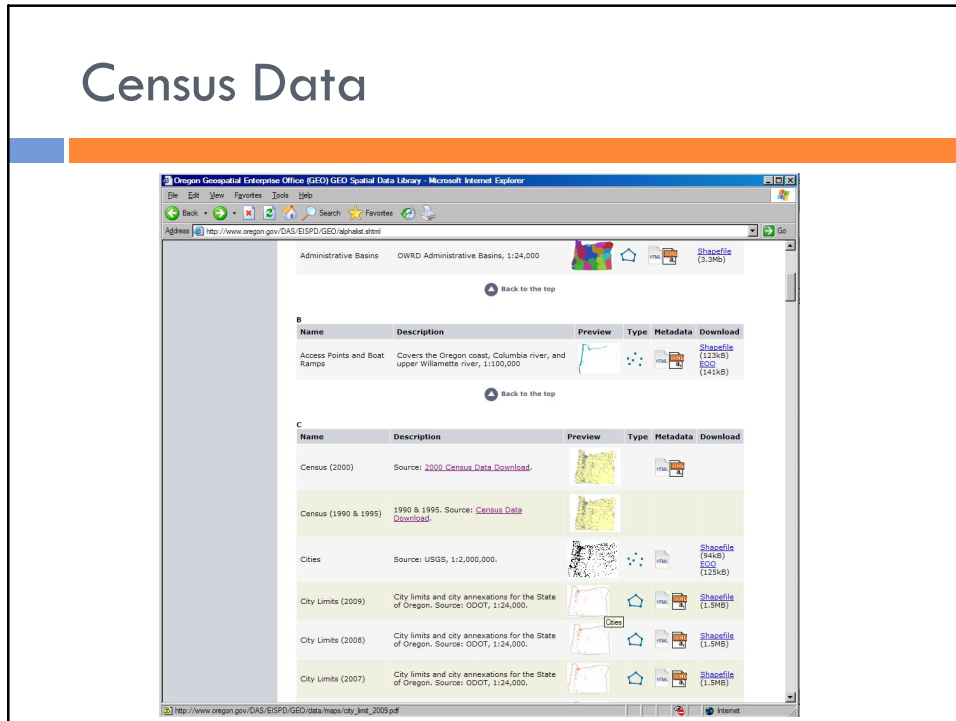 Census Data
Oregon Geospatial Enterprise Office (GEO) GEO Spatial Data Library - Microsoft Internet Explorer
File Edit View Favorites Tools Help
Back Search Favorites
Address http://www.oregon.gov/DAS/EISPD/GEO/alphalist.shtml Go
Administrative Basins OWRD Administrative Basins, 1:24,000 HTML Shapefile
(3.3Mb)
Back to the top
B
Name Description Preview Type Metadata Download
Access Points and Boat Ramps Covers the Oregon coast, Columbia river, and upper Willamette river, 1:100,000 HTML Shapefile
(123kB)
EOO
(141kB)
Back to the top
C
Name Description Preview Type Metadata Download
Census (2000) Source: 2000 Census Data Download. HTML
Census (1990 & 1995) 1990 & 1995. Source: Census Data
Download.
Cities Source: USGS, 1:2,000,000. HTML Shapefile
(94kB)
EOO
(125kB)
City Limits (2009) City limits and city annexations for the State
of Oregon. Source: ODOT, 1:24,000. HTML Shapefile
(1.5MB)
Cities
City Limits (2008) City limits and city annexations for the State
of Oregon. Source: ODOT, 1:24,000. HTML Shapefile
(1.5MB)
City Limits (2007) City limits and city annexations for the State
of Oregon. Source: ODOT, 1:24,000. HTML Shapefile
(1.5MB)
http://www.oregon.gov/DAS/EISPD/GEO/data/maps/city_limit_2009.pdf Internet